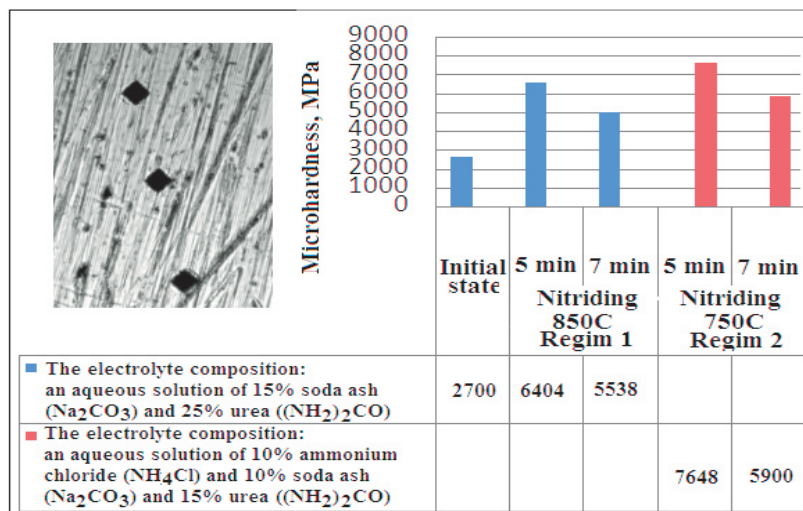 9000
8000
7000
6000
5000
4000
3000
2000
1000
0
Microhardness, MPa
Initial state
5 min
7 min
5 min
7 min
Nitriding
850C
Regim 1
Nitriding
750C
Regim 2
The electrolyte composition:
an aqueous solution of 15% soda ash
(Na₂CO₃) and 25% urea ((NH₂)₂CO)
2700
6404
5538
The electrolyte composition:
an aqueous solution of 10% ammonium
chloride (NH₄Cl) and 10% soda ash
(Na₂CO₃) and 15% urea ((NH₂)₂CO)
7648
5900